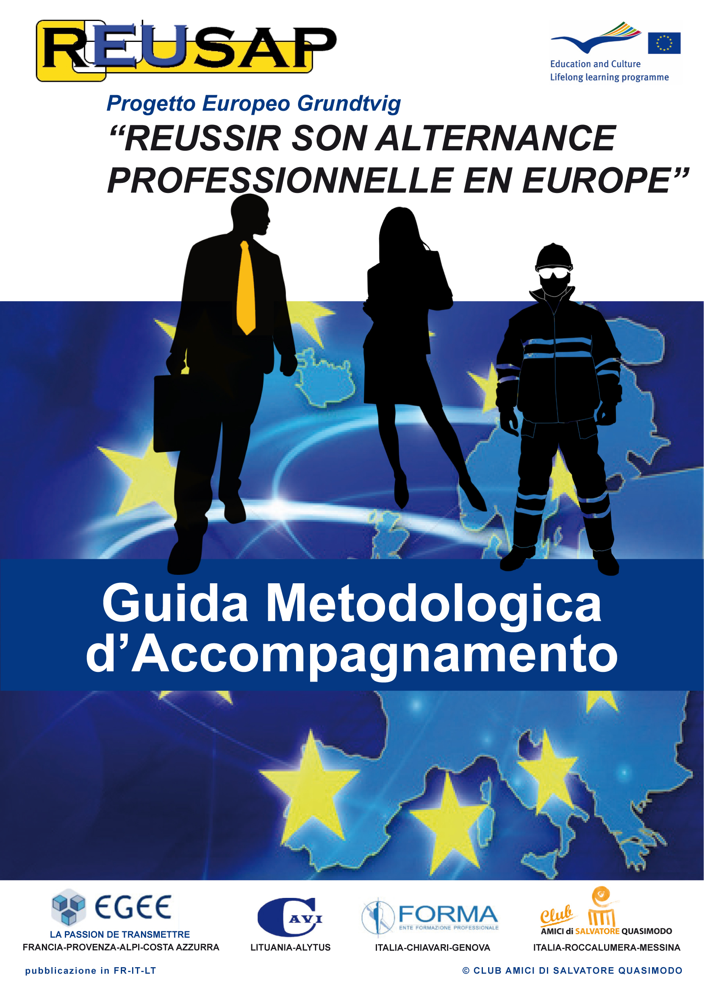 REUSAP
Education and Culture
Lifelong learning programme
Progetto Europeo Grundtvig
“REUSSIR SON ALTERNANCE
PROFESSIONNELLE EN EUROPE”
Guida Metodologica
d’Accompagnamento
EGEE
LA PASSION DE TRANSMETTRE
FRANCIA-PROVENZA-ALPI-COSTA AZZURRA
CAVI
LITUANIA-ALYTUS
FORMA
ENTE FORMAZIONE PROFESSIONALE
ITALIA-CHIAVARI-GENOVA
Club
AMICI di SALVATORE QUASIMODO
ITALIA-ROCCALUMERA-MESSINA
pubblicazione in FR-IT-LT
© CLUB AMICI DI SALVATORE QUASIMODO